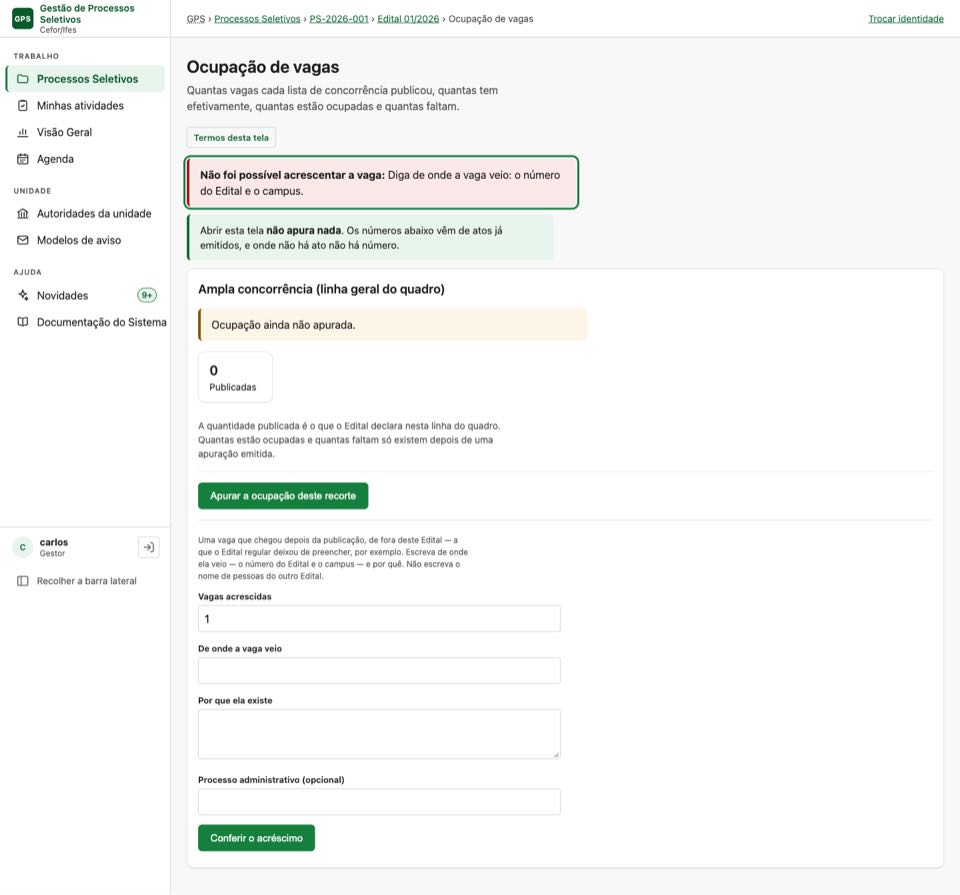 GPS
Gestão de Processos
Seletivos
Cefor/Ifes
TRABALHO
Processos Seletivos
Minhas atividades
Visão Geral
Agenda
UNIDADE
Autoridades da unidade
Modelos de aviso
AJUDA
Novidades 9+
Documentação do Sistema
C
carlos
Gestor
Recolher a barra lateral
GPS › Processos Seletivos › PS-2026-001 › Edital 01/2026 › Ocupação de vagas
Trocar identidade
Ocupação de vagas
Quantas vagas cada lista de concorrência publicou, quantas tem
efetivamente, quantas estão ocupadas e quantas faltam.
Termos desta tela
Não foi possível acrescentar a vaga: Diga de onde a vaga veio: o número
do Edital e o campus.
Abrir esta tela não apura nada. Os números abaixo vêm de atos já
emitidos, e onde não há ato não há número.
Ampla concorrência (linha geral do quadro)
Ocupação ainda não apurada.
0
Publicadas
A quantidade publicada é o que o Edital declara nesta linha do quadro.
Quantas estão ocupadas e quantas faltam só existem depois de uma
apuração emitida.
Apurar a ocupação deste recorte
Uma vaga que chegou depois da publicação, de fora deste Edital — a
que o Edital regular deixou de preencher, por exemplo. Escreva de onde
ela veio — o número do Edital e o campus — e por quê. Não escreva o
nome de pessoas do outro Edital.
Vagas acrescidas
1
De onde a vaga veio
Por que ela existe
Processo administrativo (opcional)
Conferir o acréscimo